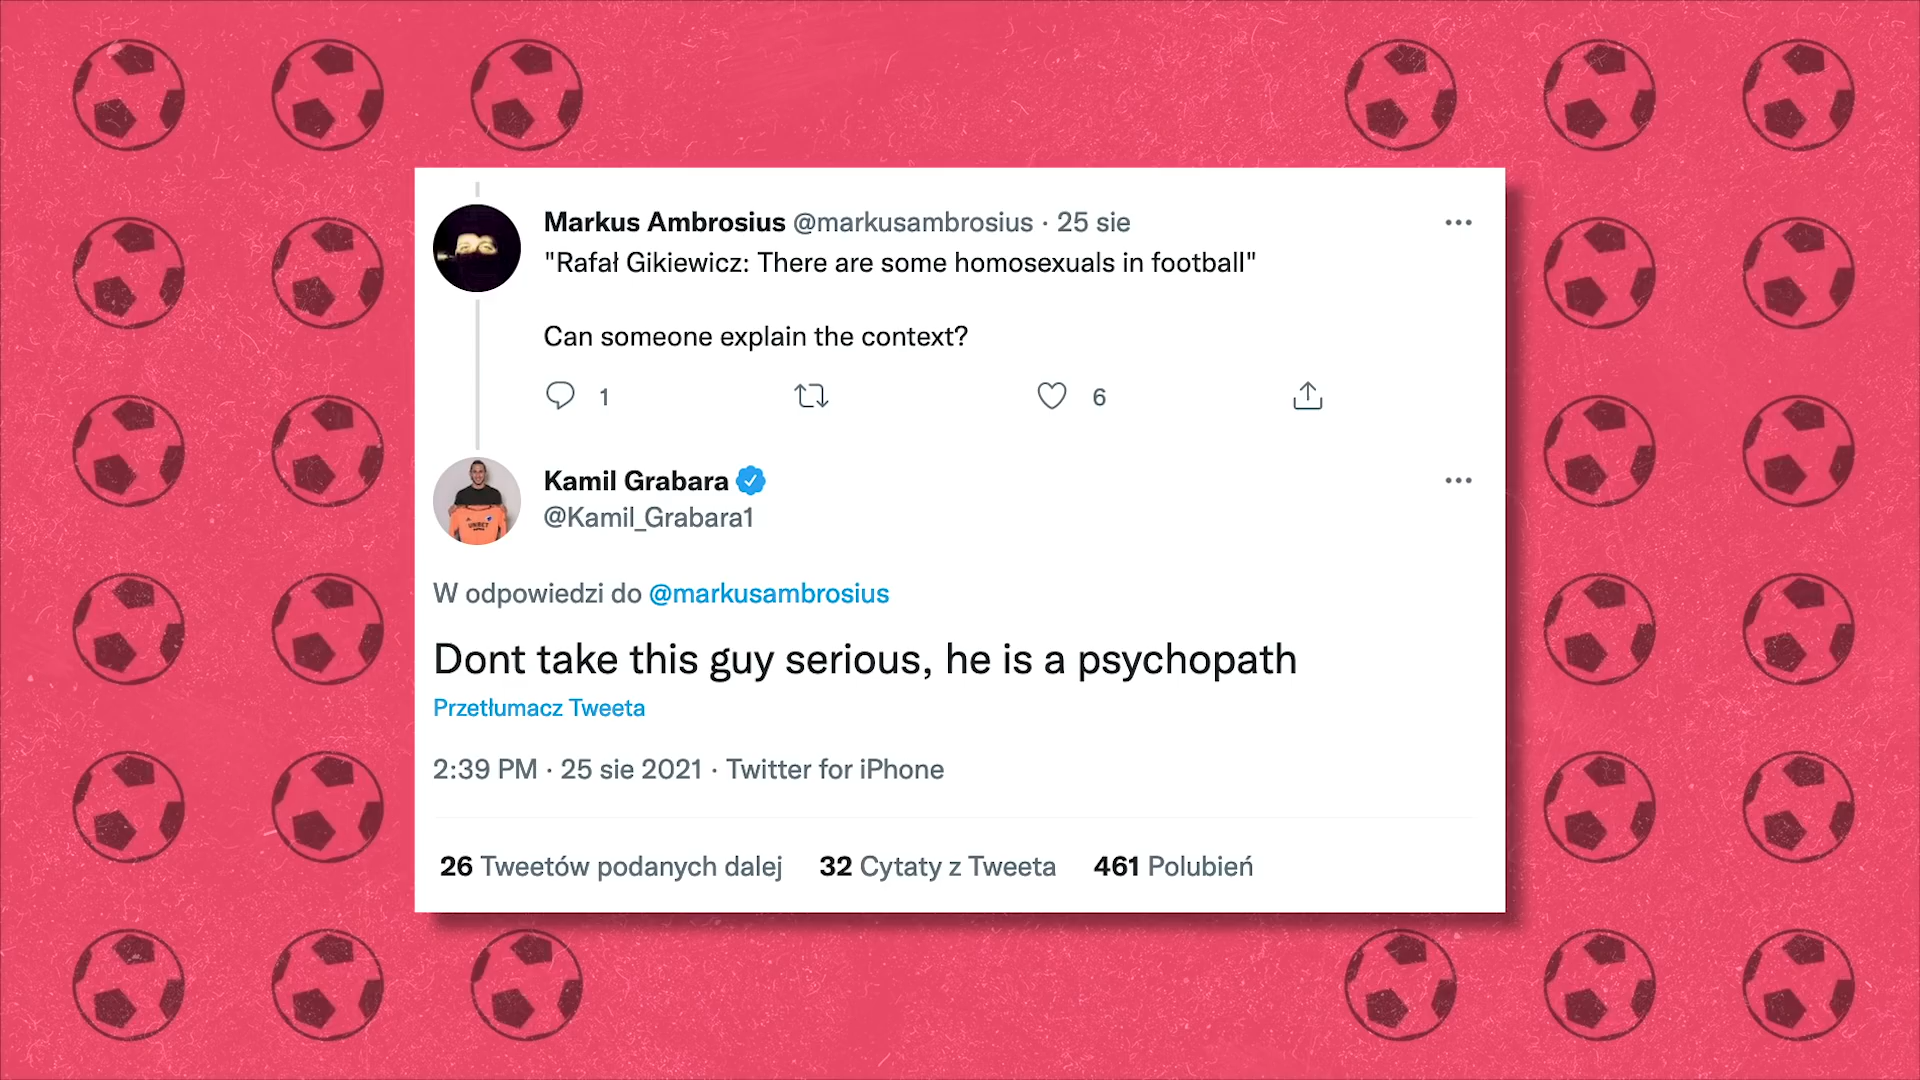 Markus Ambrosius @markusambrosius · 25 sie
"Rafał Gikiewicz: There are some homosexuals in football"
Can someone explain the context?
1 6
Kamil Grabara
@Kamil_Grabara1
UNIBET
W odpowiedzi do @markusambrosius
Dont take this guy serious, he is a psychopath
Przetłumacz Tweeta
2:39 PM · 25 sie 2021 · Twitter for iPhone
26 Tweetów podanych dalej 32 Cytaty z Tweeta 461 Polubień